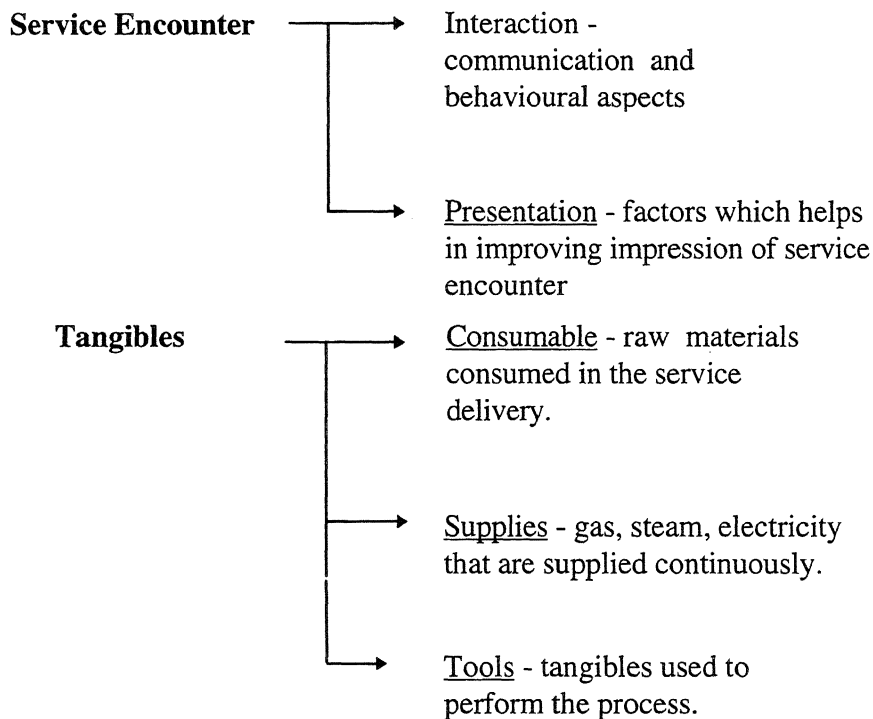 Service Encounter
Interaction -
communication and
behavioural aspects
Presentation - factors which helps
in improving impression of service
encounter
Tangibles
Consumable - raw materials
consumed in the service
delivery.
Supplies - gas, steam, electricity
that are supplied continuously.
Tools - tangibles used to
perform the process.